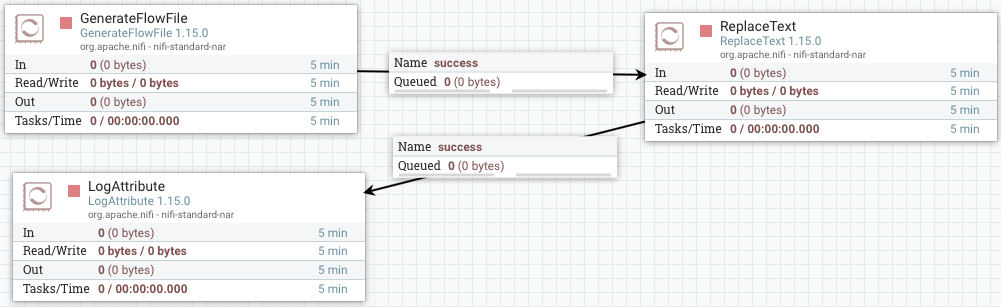 GenerateFlowFile
GenerateFlowFile 1.15.0
org.apache.nifi - nifi-standard-nar
In 0 (0 bytes) 5 min
Read/Write 0 bytes / 0 bytes 5 min
Out 0 (0 bytes) 5 min
Tasks/Time 0 / 00:00:00.000 5 min
Name success
Queued 0 (0 bytes)
ReplaceText
ReplaceText 1.15.0
org.apache.nifi - nifi-standard-nar
In 0 (0 bytes) 5 min
Read/Write 0 bytes / 0 bytes 5 min
Out 0 (0 bytes) 5 min
Tasks/Time 0 / 00:00:00.000 5 min
Name success
Queued 0 (0 bytes)
LogAttribute
LogAttribute 1.15.0
org.apache.nifi - nifi-standard-nar
In 0 (0 bytes) 5 min
Read/Write 0 bytes / 0 bytes 5 min
Out 0 (0 bytes) 5 min
Tasks/Time 0 / 00:00:00.000 5 min